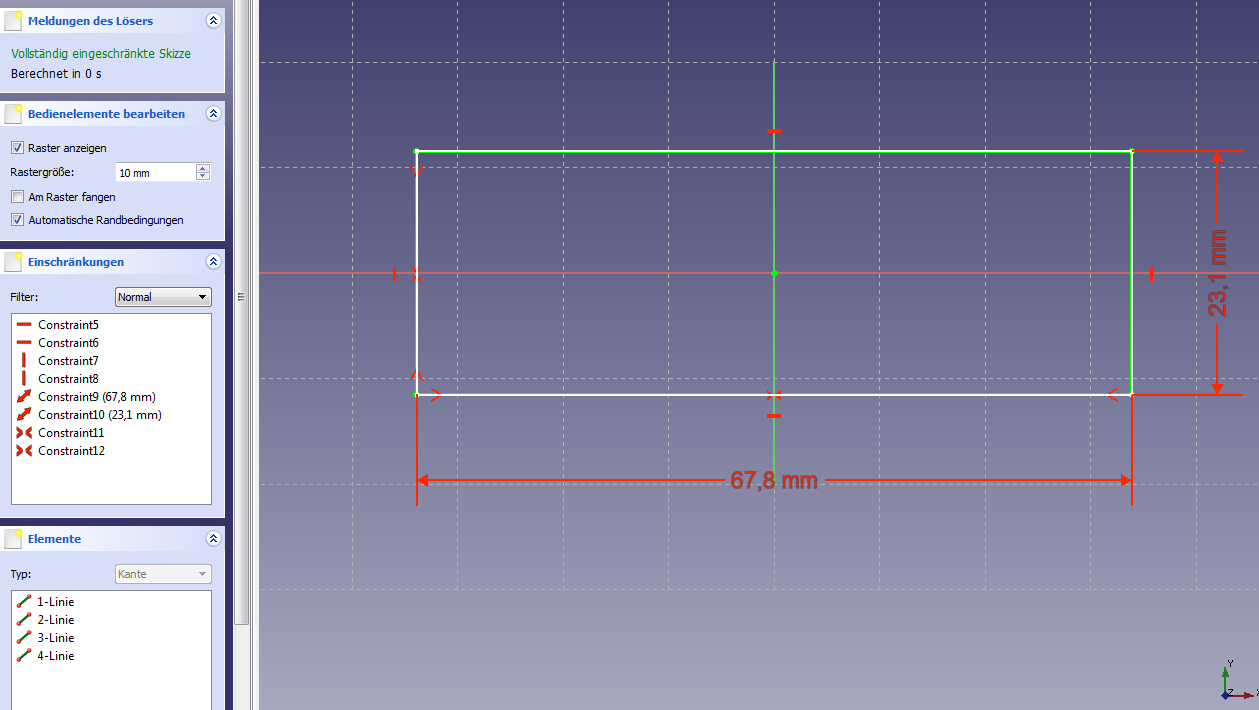 Meldungen des Lösers
Vollständig eingeschränkte Skizze
Berechnet in 0 s
Bedienelemente bearbeiten
Raster anzeigen
Rastergröße: 10 mm
Am Raster fangen
Automatische Randbedingungen
Einschränkungen
Filter: Normal
Constraint5
Constraint6
Constraint7
Constraint8
Constraint9 (67,8 mm)
Constraint10 (23,1 mm)
Constraint11
Constraint12
Elemente
Typ: Kante
1-Linie
2-Linie
3-Linie
4-Linie
23,1 mm
67,8 mm
Y
Z
X